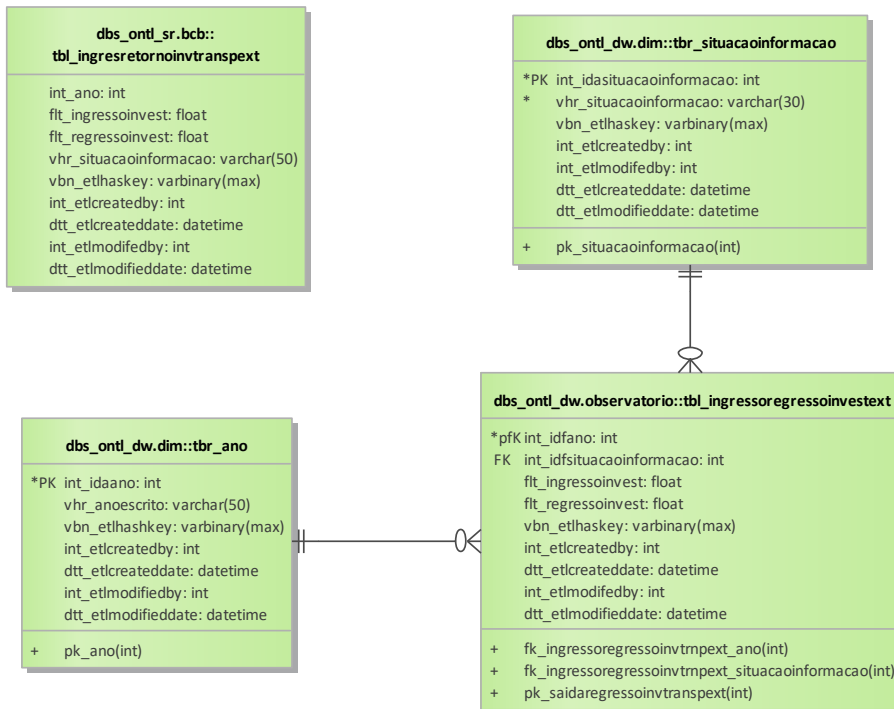 dbs_ontl_sr.bcb::
tbl_ingresretornoinvtranspext
int_ano: int
flt_ingressoinvest: float
flt_regressoinvest: float
vhr_situacaoinformacao: varchar(50)
vbn_etlhaskey: varbinary(max)
int_etlcreatedby: int
dtt_etlcreateddate: datetime
int_etlmodifedby: int
dtt_etlmodifieddate: datetime
dbs_ontl_dw.dim::tbr_situacaoinformacao
*PK int_idasituacaoinformacao: int
* vhr_situacaoinformacao: varchar(30)
vbn_etlhaskey: varbinary(max)
int_etlcreatedby: int
int_etlmodifedby: int
dtt_etlcreateddate: datetime
dtt_etlmodifieddate: datetime
+ pk_situacaoinformacao(int)
dbs_ontl_dw.dim::tbr_ano
*PK int_idaano: int
vhr_anoescrito: varchar(50)
vbn_etlhashkey: varbinary(max)
int_etlcreatedby: int
dtt_etlcreateddate: datetime
int_etlmodifiedby: int
dtt_etlmodifieddate: datetime
+ pk_ano(int)
dbs_ontl_dw.observatorio::tbl_ingressoregressoinvestext
*pfK int_idfano: int
FK int_idfsituacaoinformacao: int
flt_ingressoinvest: float
flt_regressoinvest: float
vbn_etlhaskey: varbinary(max)
int_etlcreatedby: int
dtt_etlcreateddate: datetime
int_etlmodifedby: int
dtt_etlmodifieddate: datetime
+ fk_ingressoregressoinvtrnpext_ano(int)
+ fk_ingressoregressoinvtrnpext_situacaoinformacao(int)
+ pk_saidaregressoinvtranspext(int)